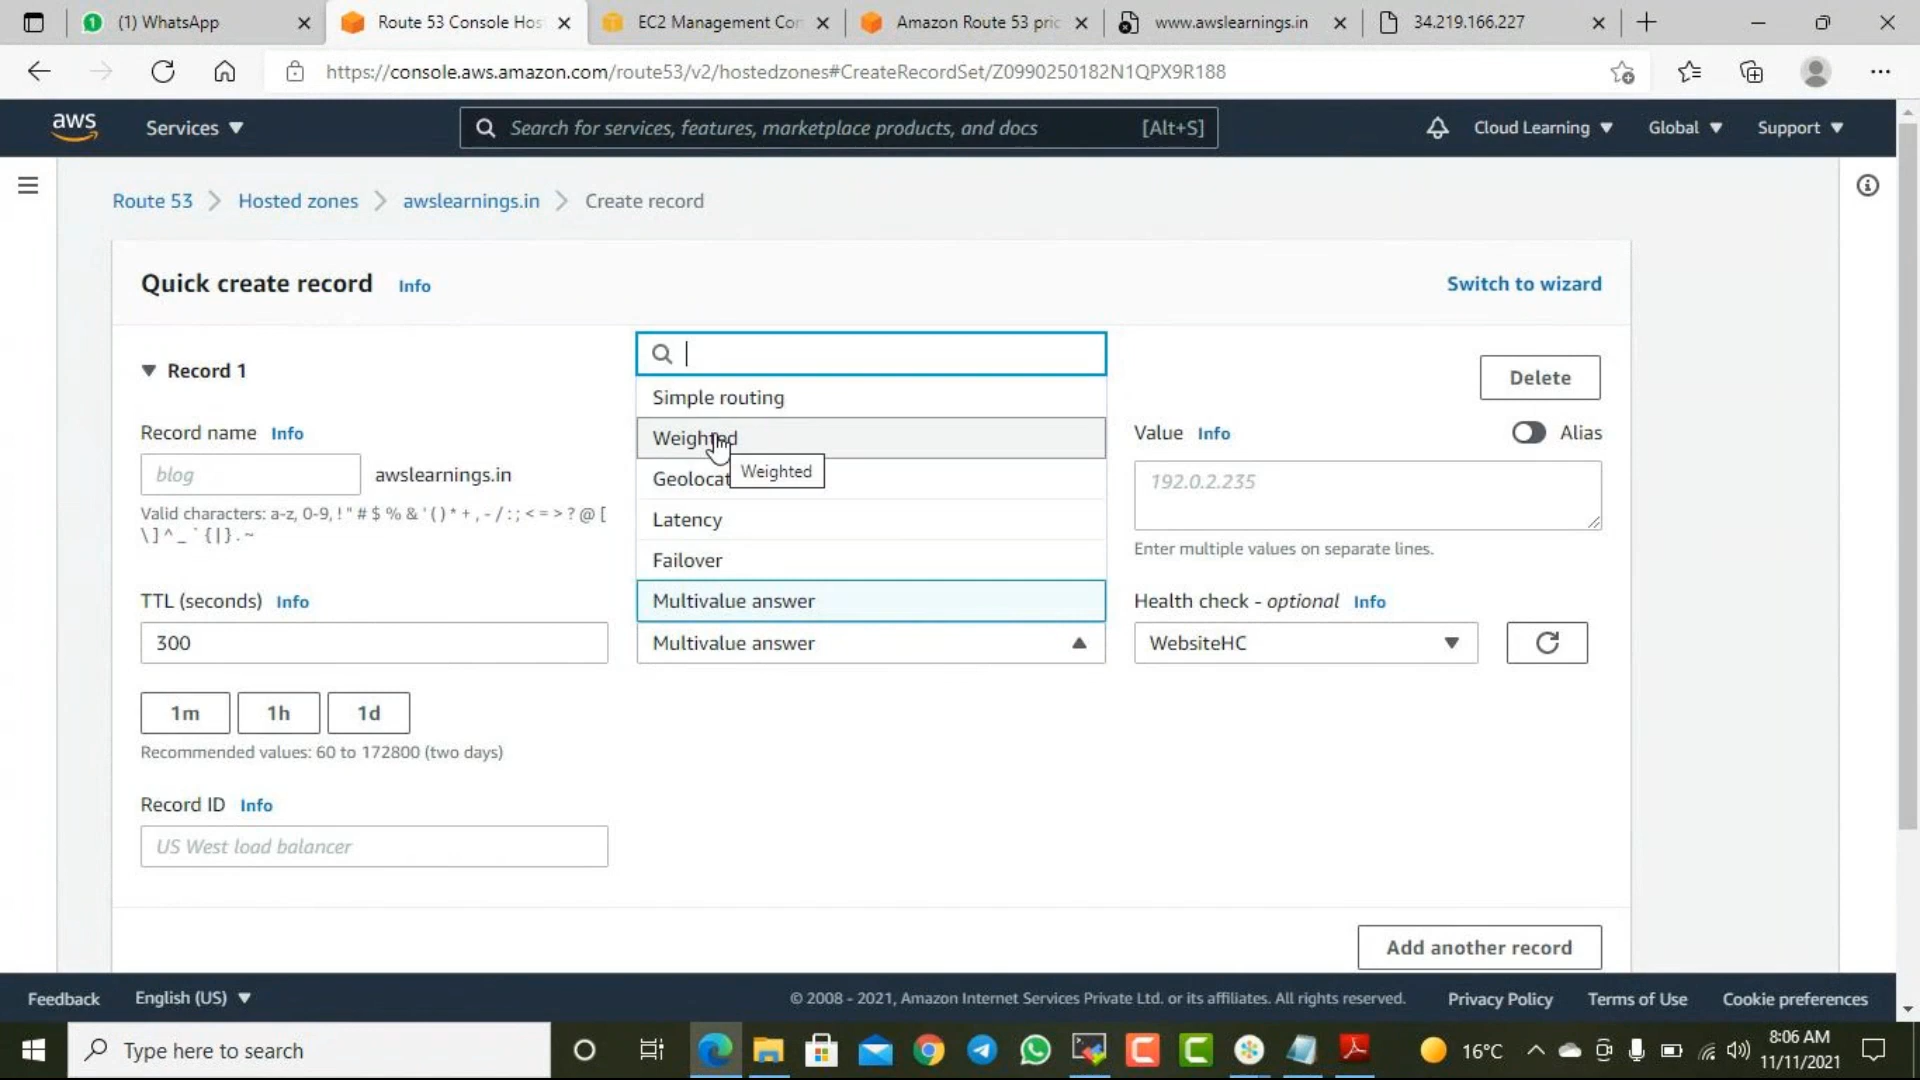 (1) WhatsApp
Route 53 Console Hos
EC2 Management Con
Amazon Route 53 pric
www.awslearnings.in
34.219.166.227
https://console.aws.amazon.com/route53/v2/hostedzones#CreateRecordSet/Z0990250182N1QPX9R188
aws
Services ▼
Search for services, features, marketplace products, and docs
[Alt+S]
Cloud Learning ▼
Global ▼
Support ▼
Route 53 > Hosted zones > awslearnings.in > Create record
Quick create record Info
Switch to wizard
Record 1
Delete
Record name Info
blog
awslearnings.in
Valid characters: a-z, 0-9, ! " # $ % & ' ( ) * + , - / : ; < = > ? @ [
\ ] ^ _ ` { | } . ~
TTL (seconds) Info
300
1m
1h
1d
Recommended values: 60 to 172800 (two days)
Record ID Info
US West load balancer
Simple routing
Weighted
Weighted
Geolocat
Latency
Failover
Multivalue answer
Multivalue answer
Value Info
Alias
192.0.2.235
Enter multiple values on separate lines.
Health check - optional Info
WebsiteHC
Add another record
Feedback
English (US) ▼
© 2008 - 2021, Amazon Internet Services Private Ltd. or its affiliates. All rights reserved.
Privacy Policy
Terms of Use
Cookie preferences
Type here to search
16°C
8:06 AM
11/11/2021